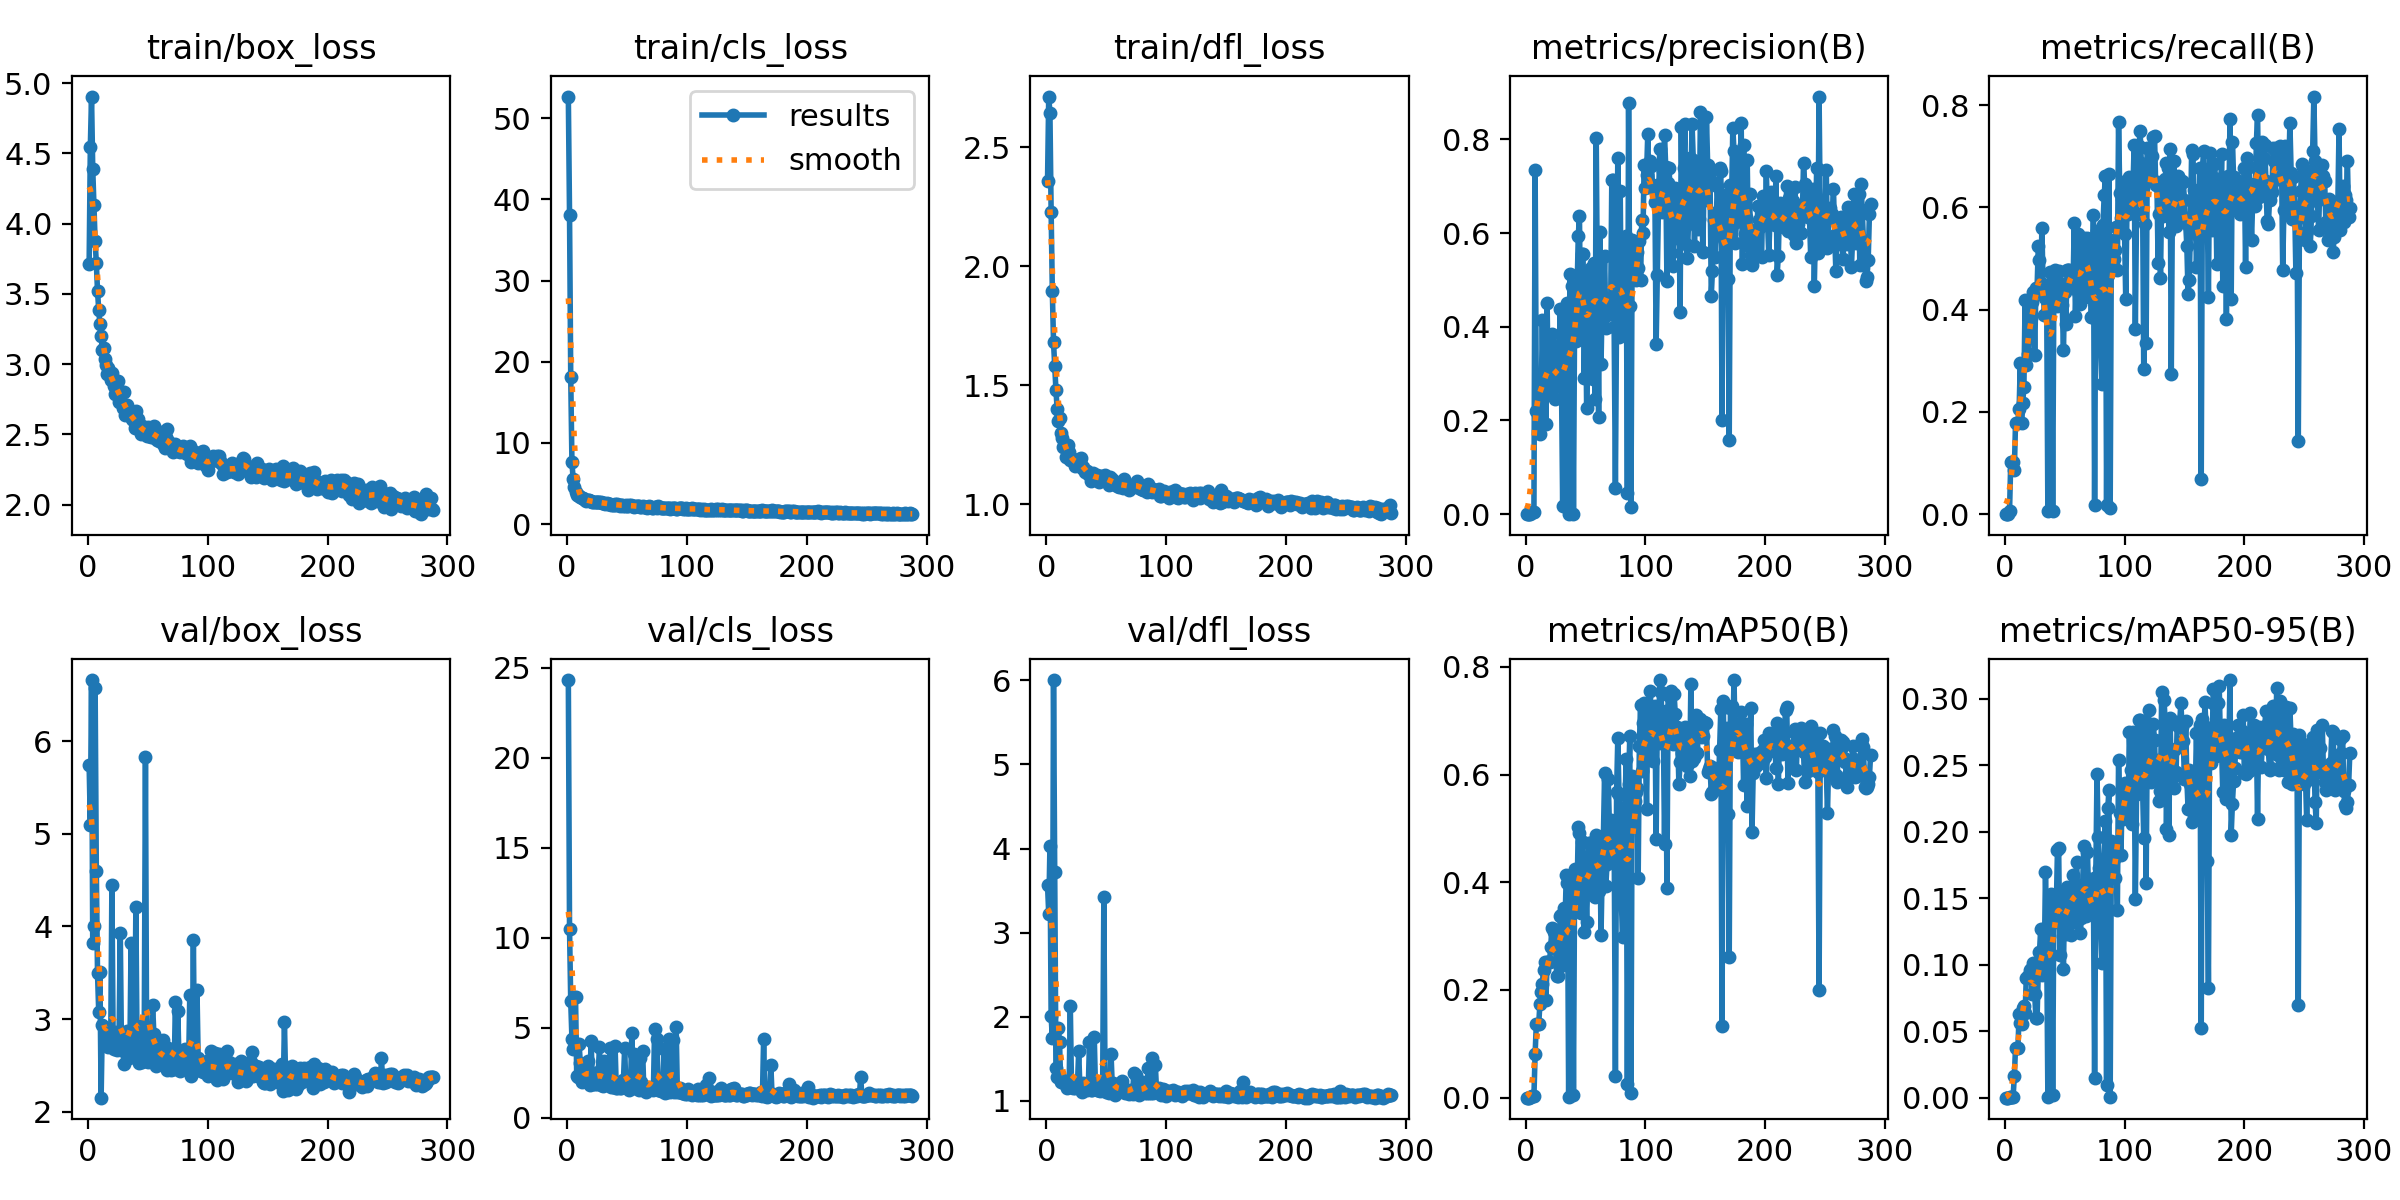 train/box_loss
5.0
4.5
4.0
3.5
3.0
2.5
2.0
0 100 200 300
train/cls_loss
results
smooth
50
40
30
20
10
0
0 100 200 300
train/dfl_loss
2.5
2.0
1.5
1.0
0 100 200 300
metrics/precision(B)
0.8
0.6
0.4
0.2
0.0
0 100 200 300
metrics/recall(B)
0.8
0.6
0.4
0.2
0.0
0 100 200 300
val/box_loss
6
5
4
3
2
0 100 200 300
val/cls_loss
25
20
15
10
5
0
0 100 200 300
val/dfl_loss
6
5
4
3
2
1
0 100 200 300
metrics/mAP50(B)
0.8
0.6
0.4
0.2
0.0
0 100 200 300
metrics/mAP50-95(B)
0.30
0.25
0.20
0.15
0.10
0.05
0.00
0 100 200 300